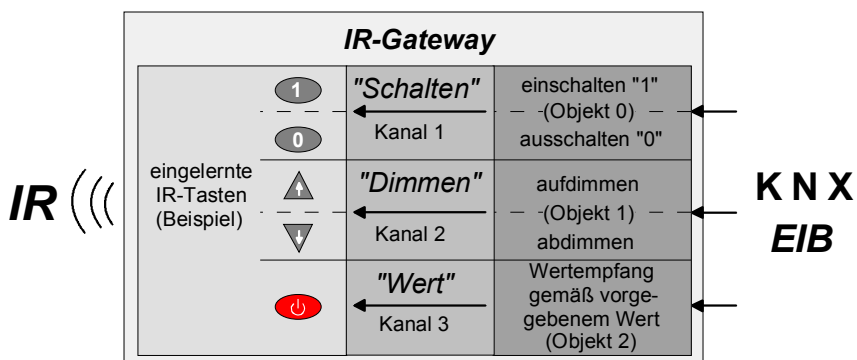 IR-Gateway
IR
eingelernte
IR-Tasten
(Beispiel)
1
0
"Schalten"
Kanal 1
einschalten "1"
(Objekt 0)
ausschalten "0"
"Dimmen"
Kanal 2
aufdimmen
(Objekt 1)
abdimmen
"Wert"
Kanal 3
Wertempfang
gemäß vorge-
gebenem Wert
(Objekt 2)
KNX
EIB